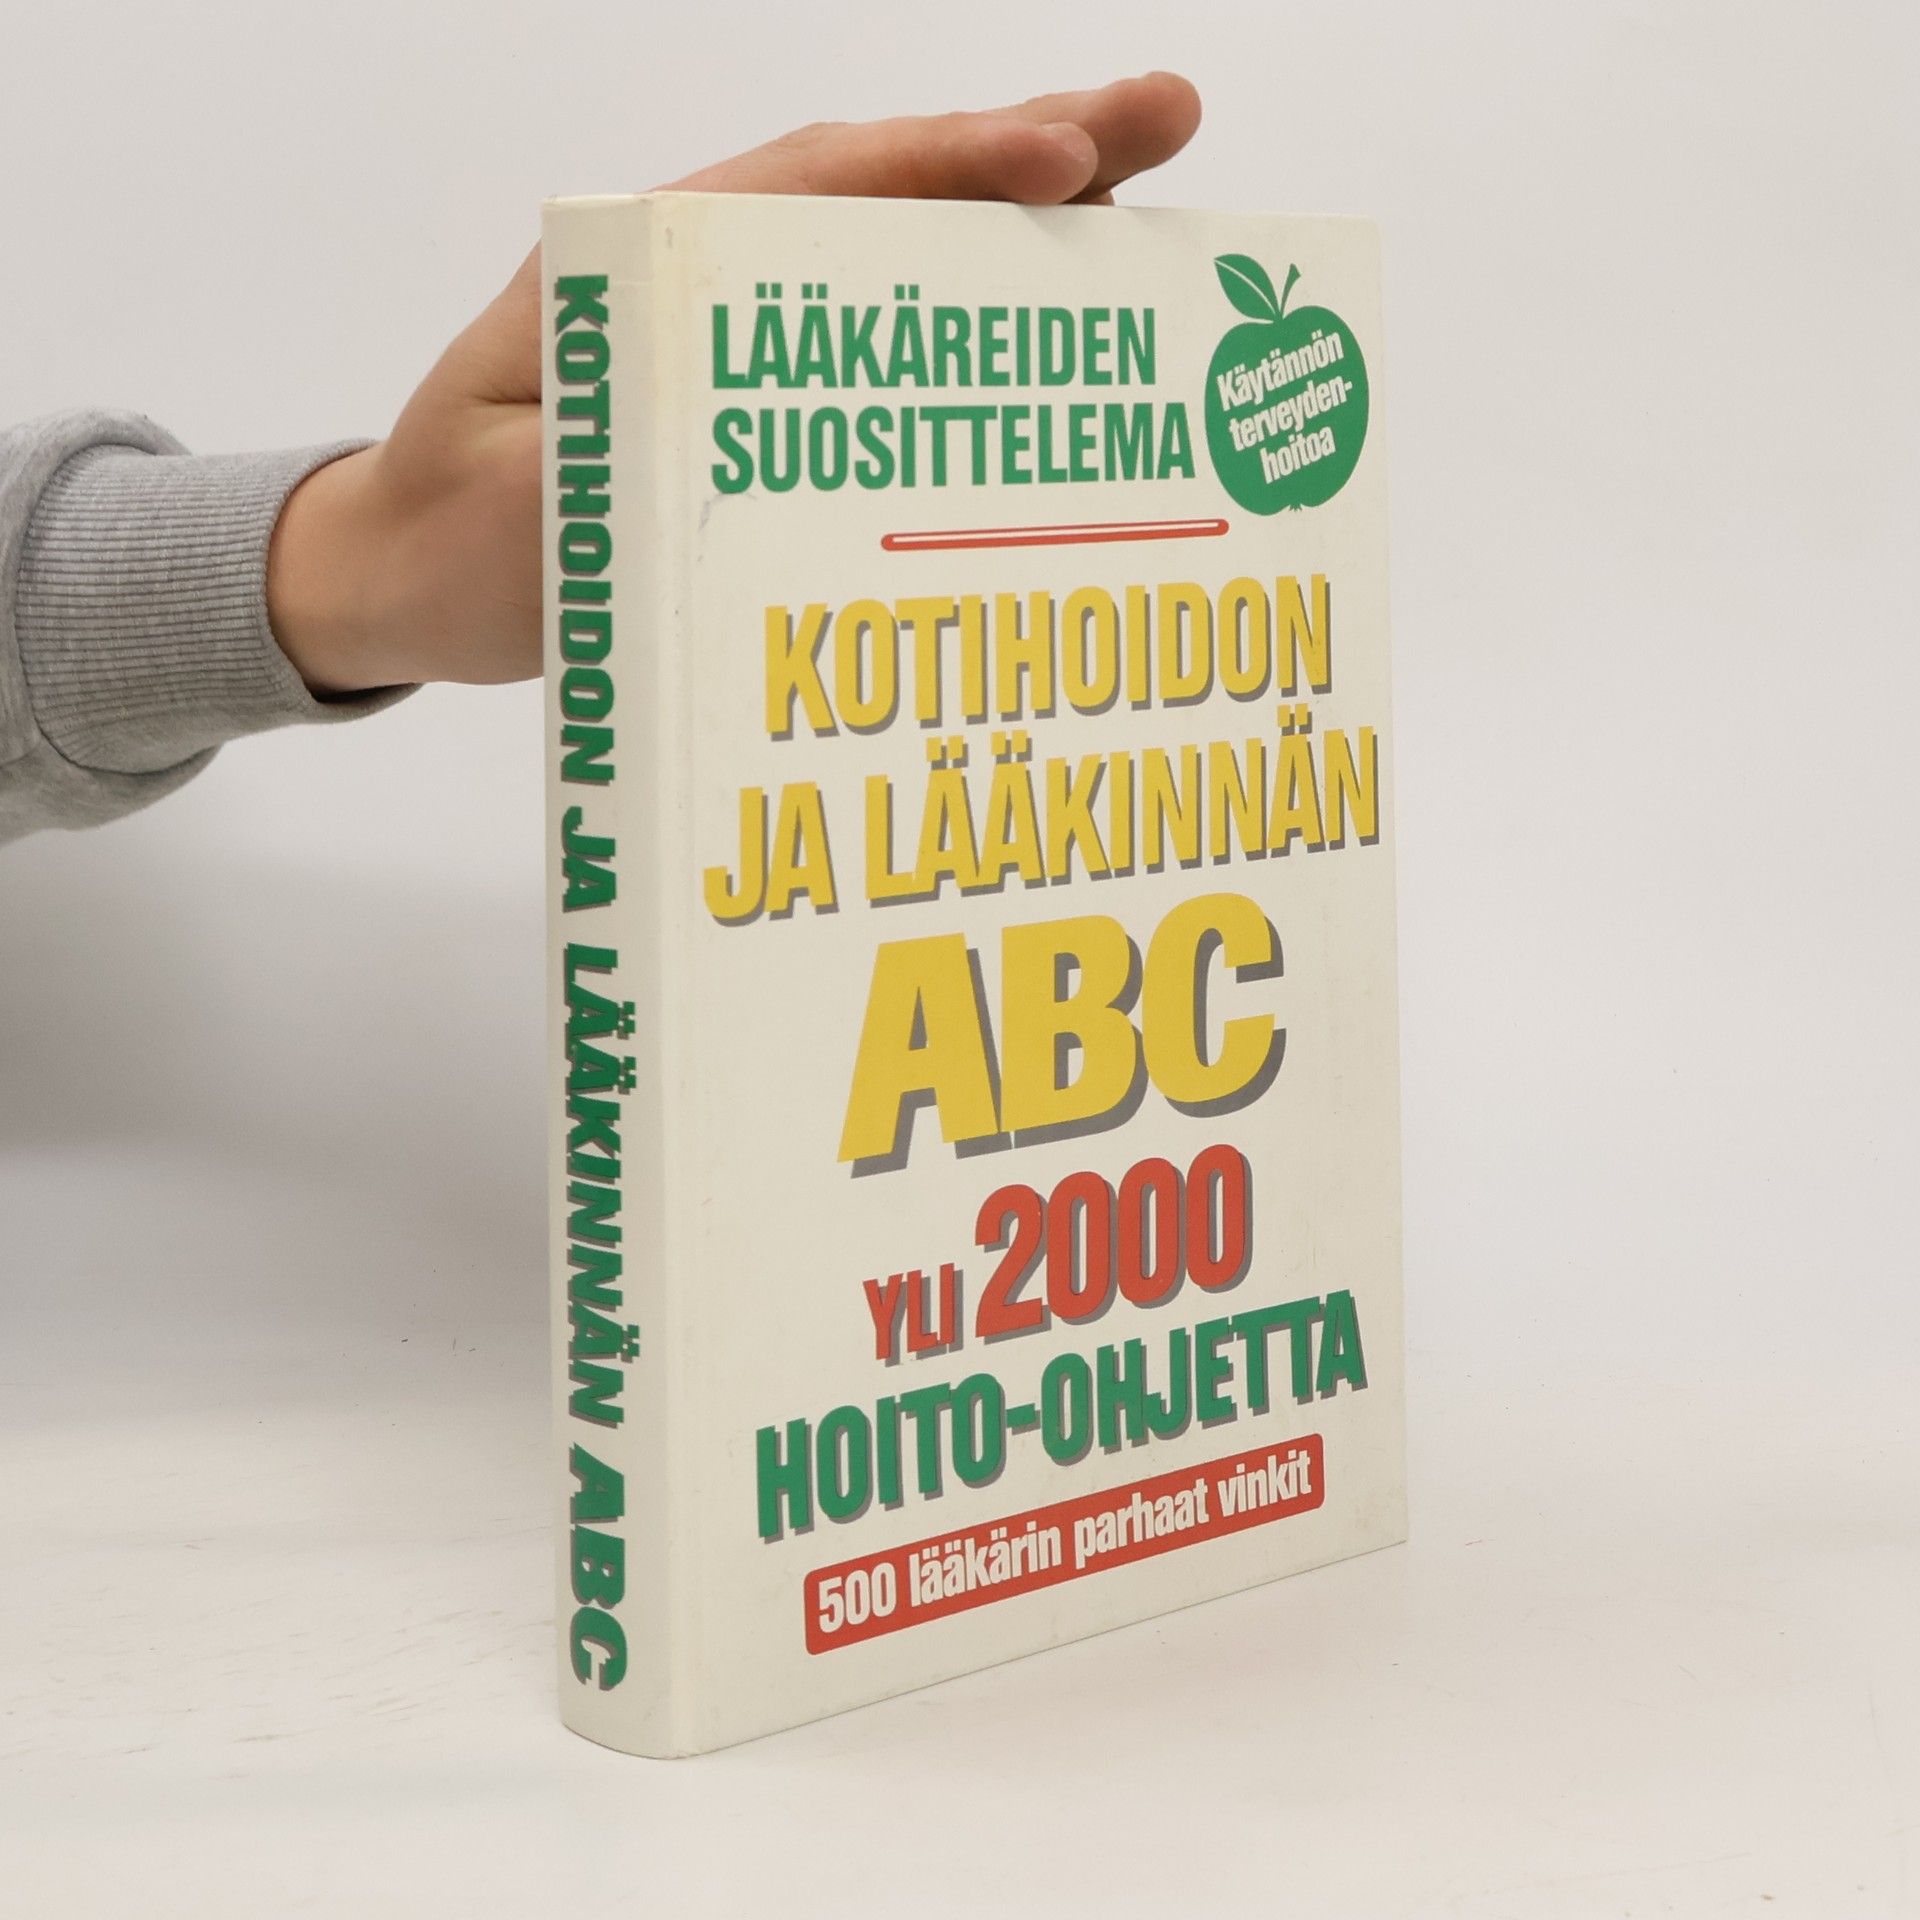 KOTIHOIDON JA LÄÄKINNÄN ABC
LÄÄKÄREIDEN
SUOSITTELEMA
Käytännön
terveyden-
hoitoa
KOTIHOIDON
JA LÄÄKINNÄN
ABC
YLI 2000
HOITO-OHJETTA
500 lääkärin parhaat vinkit